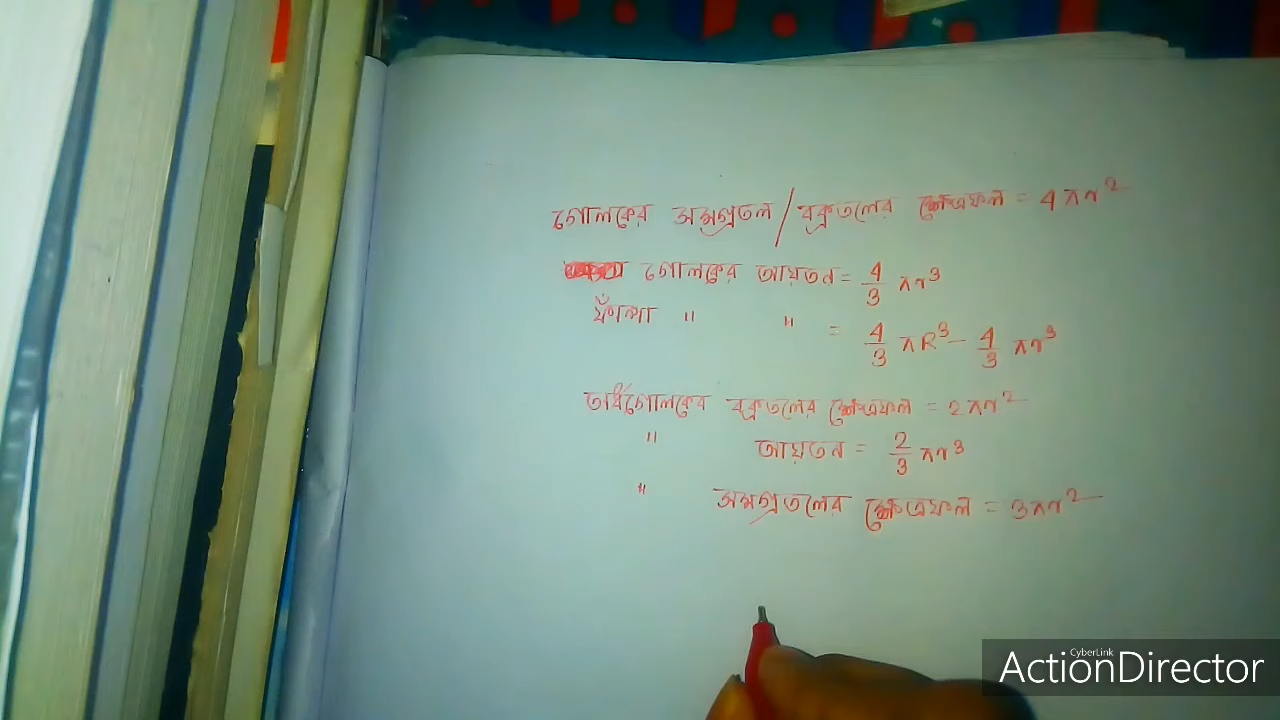 গোলকের সমগ্রতল / বক্রতলের ক্ষেত্রফল = 4πr²
গোলকের আয়তন = 4/3 πr³
ফাঁপা " " = 4/3 πR³ - 4/3 πr³
অর্ধগোলকের বক্রতলের ক্ষেত্রফল = 2πr²
" আয়তন = 2/3 πr³
" সমগ্রতলের ক্ষেত্রফল = 3πr²
CyberLink
ActionDirector